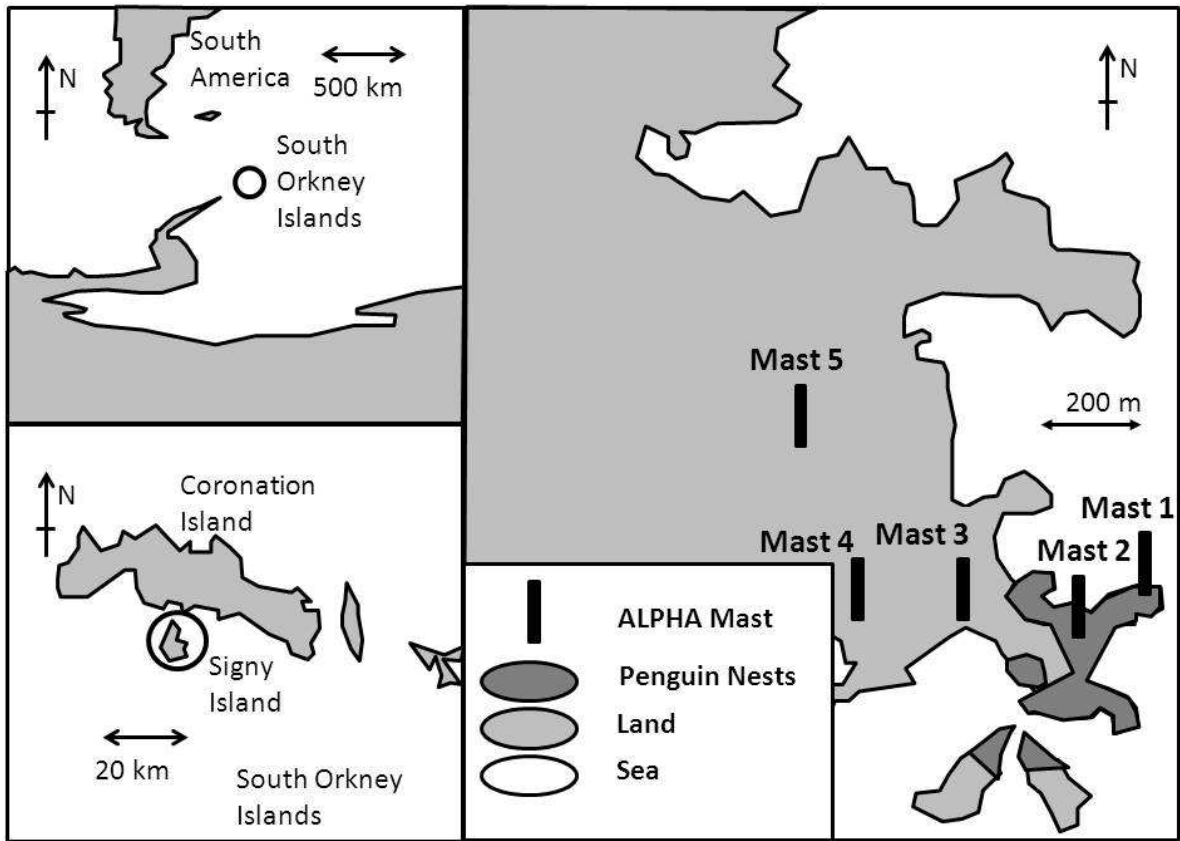 South
America
N
500 km
South
Orkney
Islands
N
Coronation
Island
Signy
Island
20 km
South Orkney
Islands
N
Mast 5
200 m
Mast 1
Mast 2
Mast 3
Mast 4
ALPHA Mast
Penguin Nests
Land
Sea